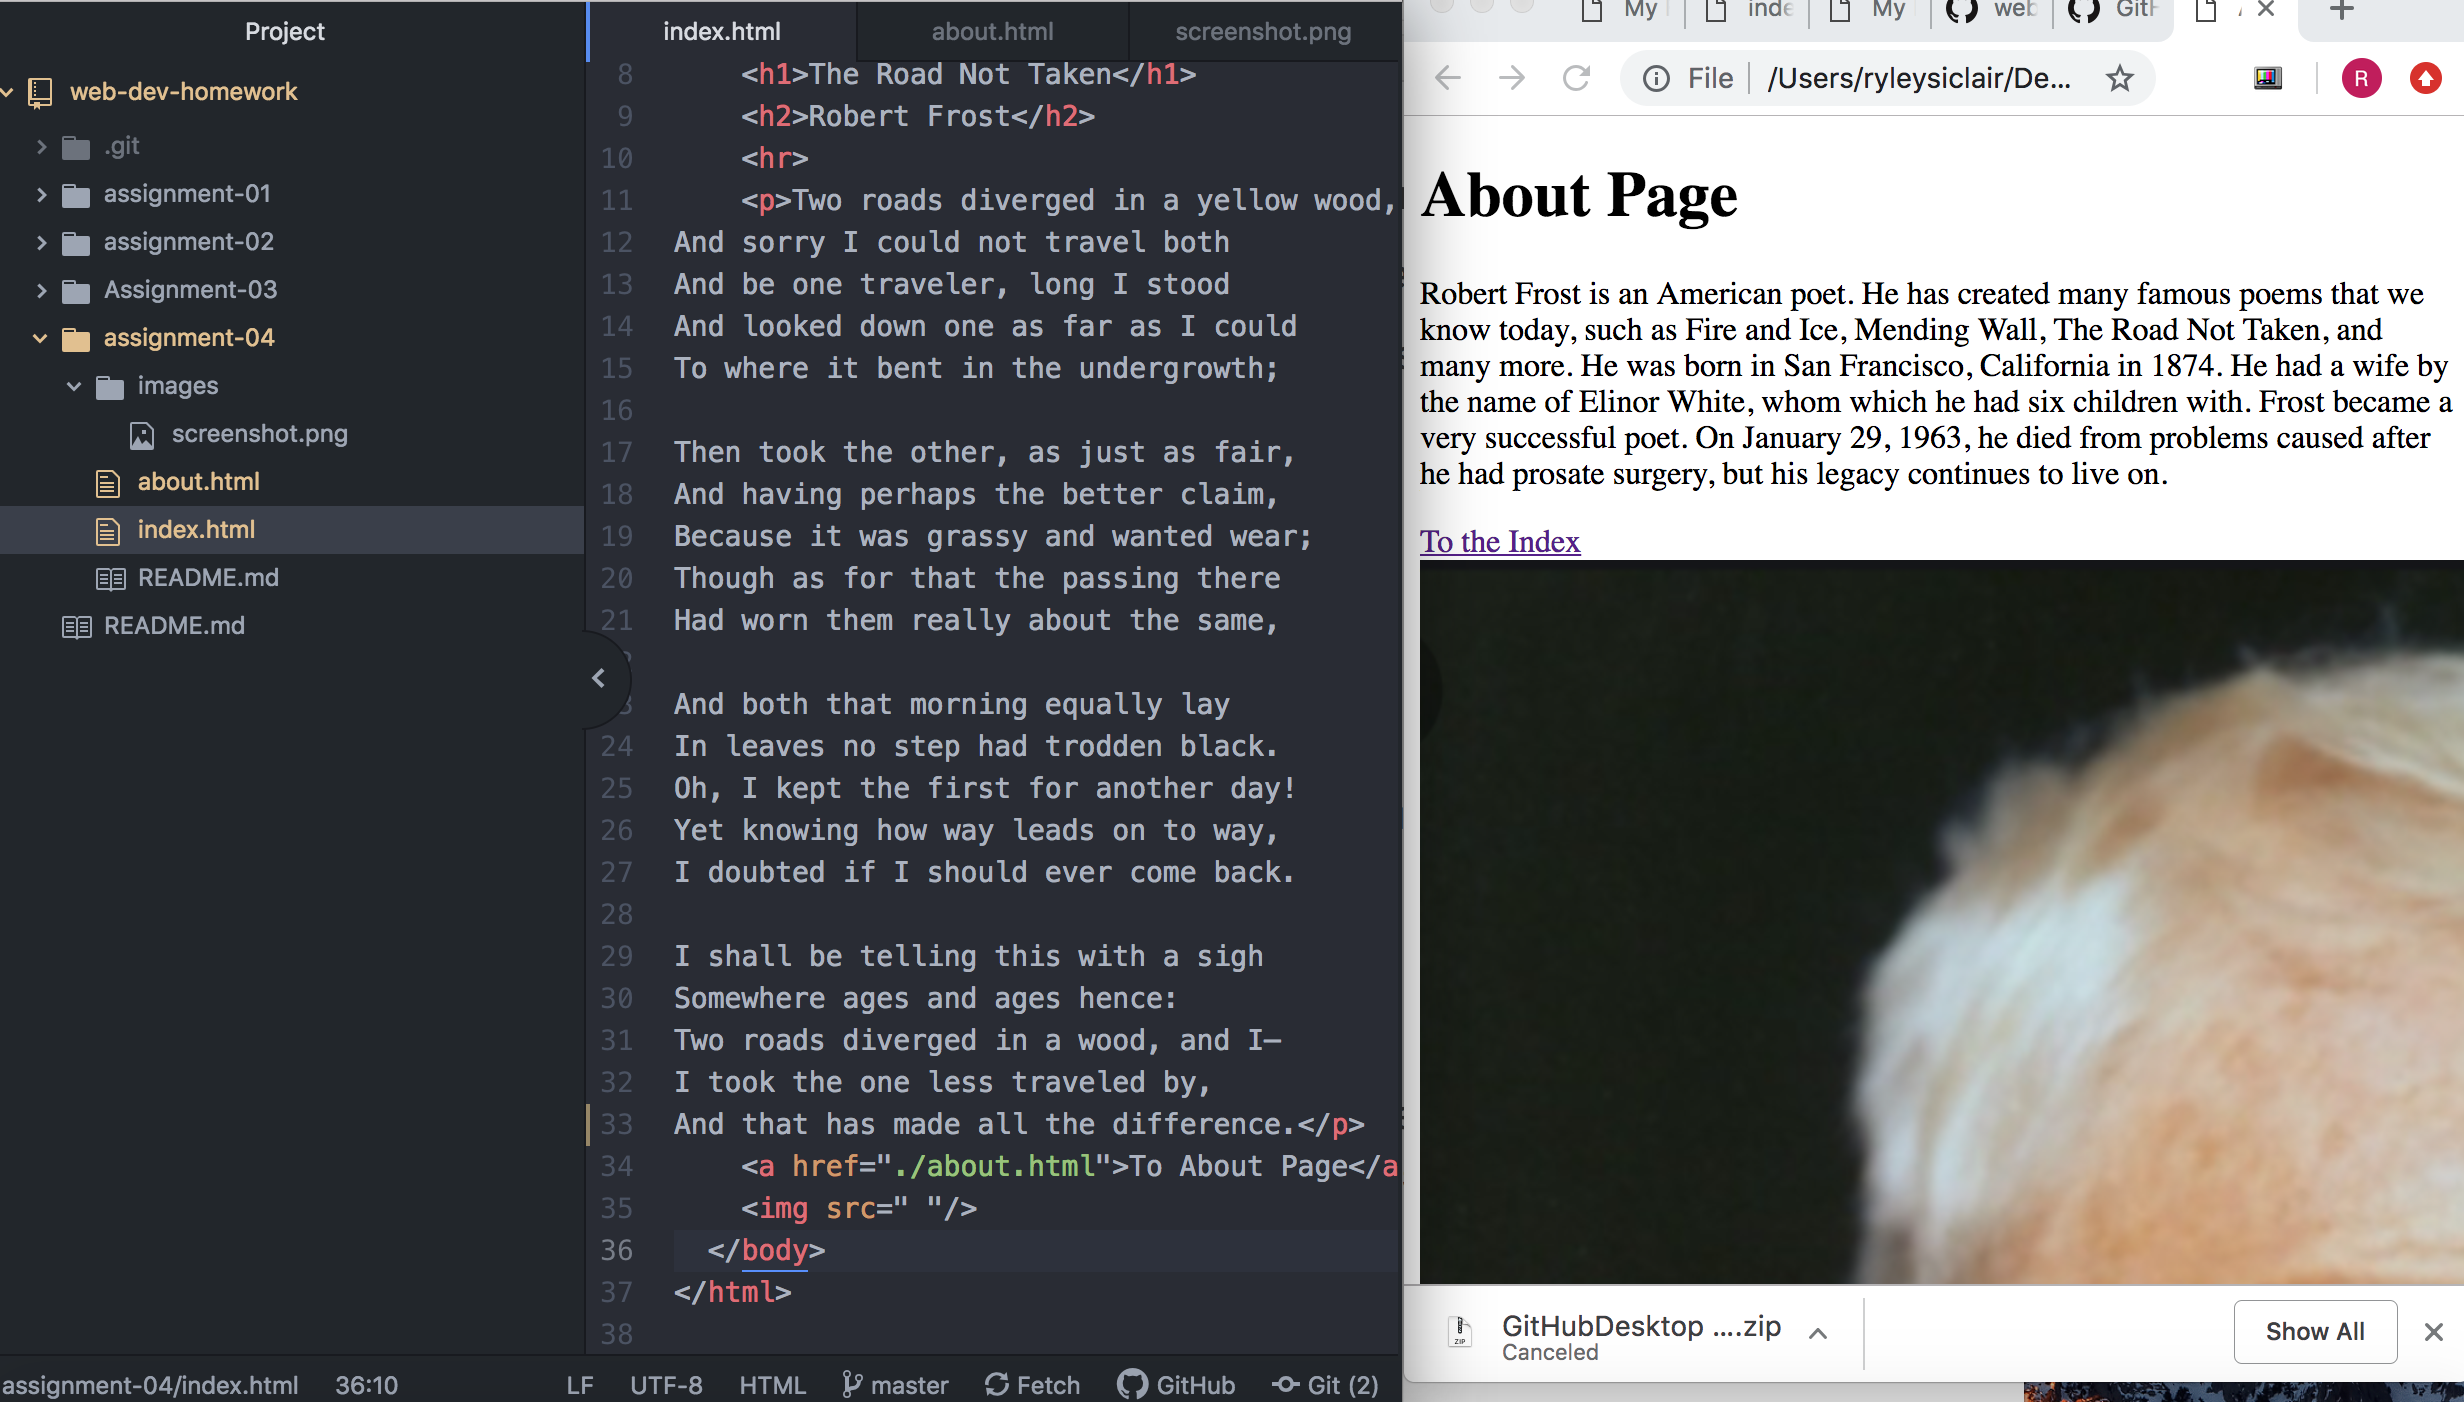 Project
web-dev-homework
.git
assignment-01
assignment-02
Assignment-03
assignment-04
images
screenshot.png
about.html
index.html
README.md
README.md
index.html about.html screenshot.png
8 <h1>The Road Not Taken</h1>
9 <h2>Robert Frost</h2>
10 <hr>
11 <p>Two roads diverged in a yellow wood,
12 And sorry I could not travel both
13 And be one traveler, long I stood
14 And looked down one as far as I could
15 To where it bent in the undergrowth;
16
17 Then took the other, as just as fair,
18 And having perhaps the better claim,
19 Because it was grassy and wanted wear;
20 Though as for that the passing there
21 Had worn them really about the same,
And both that morning equally lay
24 In leaves no step had trodden black.
25 Oh, I kept the first for another day!
26 Yet knowing how way leads on to way,
27 I doubted if I should ever come back.
28
29 I shall be telling this with a sigh
30 Somewhere ages and ages hence:
31 Two roads diverged in a wood, and I—
32 I took the one less traveled by,
33 And that has made all the difference.</p>
34 <a href="./about.html">To About Page</a
35 <img src=" "/>
36 </body>
37 </html>
38
assignment-04/index.html 36:10 LF UTF-8 HTML master Fetch GitHub Git (2)
My inde My web GitH
File /Users/ryleysiclair/De... R
About Page
Robert Frost is an American poet. He has created many famous poems that we
know today, such as Fire and Ice, Mending Wall, The Road Not Taken, and
many more. He was born in San Francisco, California in 1874. He had a wife by
the name of Elinor White, whom which he had six children with. Frost became a
very successful poet. On January 29, 1963, he died from problems caused after
he had prosate surgery, but his legacy continues to live on.
To the Index
ZIP
GitHubDesktop ....zip
Canceled
Show All